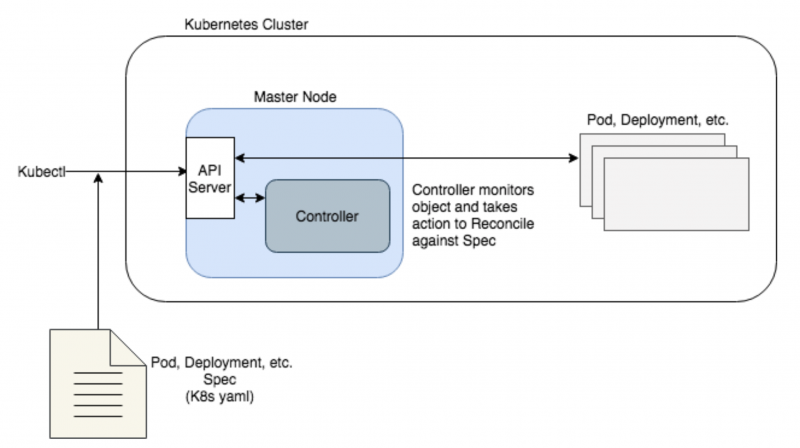 Kubernetes Cluster
Master Node
Pod, Deployment, etc.
Kubectl
API
Server
Controller
Controller monitors
object and takes
action to Reconcile
against Spec
Pod, Deployment, etc.
Spec
(K8s yaml)